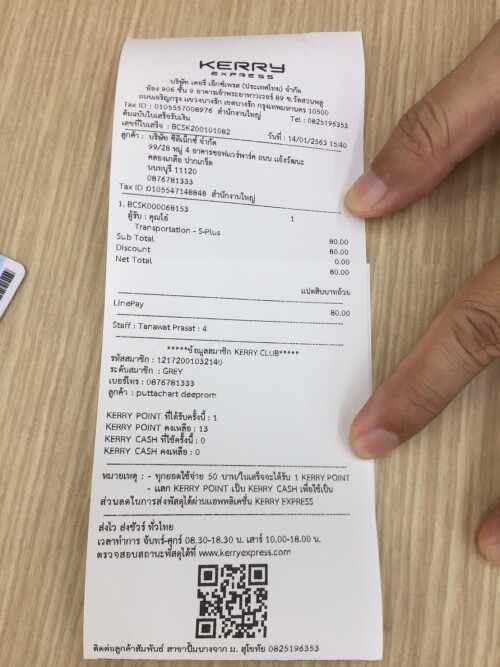 KERRY
EXPRESS
บริษัท เคอรี่ เอ็กซ์เพรส (ประเทศไทย) จำกัด
ห้อง 906 ชั้น 9 อาคารเจ้าพระยาทาวเวอร์ 89 ซ.วัดสวนพลู
ถนนเจริญกรุง แขวงบางรัก เขตบางรัก กรุงเทพมหานคร 10500
Tax ID : 0105557008976 สำนักงานใหญ่ Tel : 0825196353
ต้นฉบับใบเสร็จรับเงิน
เลขที่ใบเสร็จ : BCSK200101082 วันที่ : 14/01/2563 15:40
ลูกค้า : บริษัท ซีดีเน็กซ์ จำกัด
99/28 หมู่ 4 อาคารซอฟแวร์พาร์ค ถนน แจ้งวัฒนะ
คลองเกลือ ปากเกร็ด
นนทบุรี 11120
0876781333
Tax ID :0105547148848 สำนักงานใหญ่
1. BCSK000068153 1
ผู้รับ : คุณโอ๋
Transportation - S-Plus 80.00
Sub Total 80.00
Discount 0.00
Net Total 80.00
แปดสิบบาทถ้วน
LinePay 80.00
Staff : Tanawat Prasat : 4
*****ข้อมูลสมาชิก KERRY CLUB*****
รหัสสมาชิก : 12172001032140
ระดับสมาชิก : GREY
เบอร์โทร : 0876781333
ลูกค้า : puttachart deeprom
KERRY POINT ที่ได้รับครั้งนี้ : 1
KERRY POINT คงเหลือ : 13
KERRY CASH ที่ใช้ครั้งนี้ : 0
KERRY CASH คงเหลือ : 0
หมายเหตุ : - ทุกยอดใช้จ่าย 50 บาท/ใบเสร็จจะได้รับ 1 KERRY POINT
- แลก KERRY POINT เป็น KERRY CASH เพื่อใช้เป็น
ส่วนลดในการส่งพัสดุได้ผ่านแอพพลิเคชั่น KERRY EXPRESS
ส่งไว ส่งชัวร์ ทั่วไทย
เวลาทำการ จันทร์-ศุกร์ 08.30-18.30 น. เสาร์ 10.00-18.00 น.
ตรวจสอบสถานะพัสดุได้ที่ www.kerryexpress.com
ติดต่อลูกค้าสัมพันธ์ สาขาปั๊มบางจาก ม. สุโขทัย 0825196353